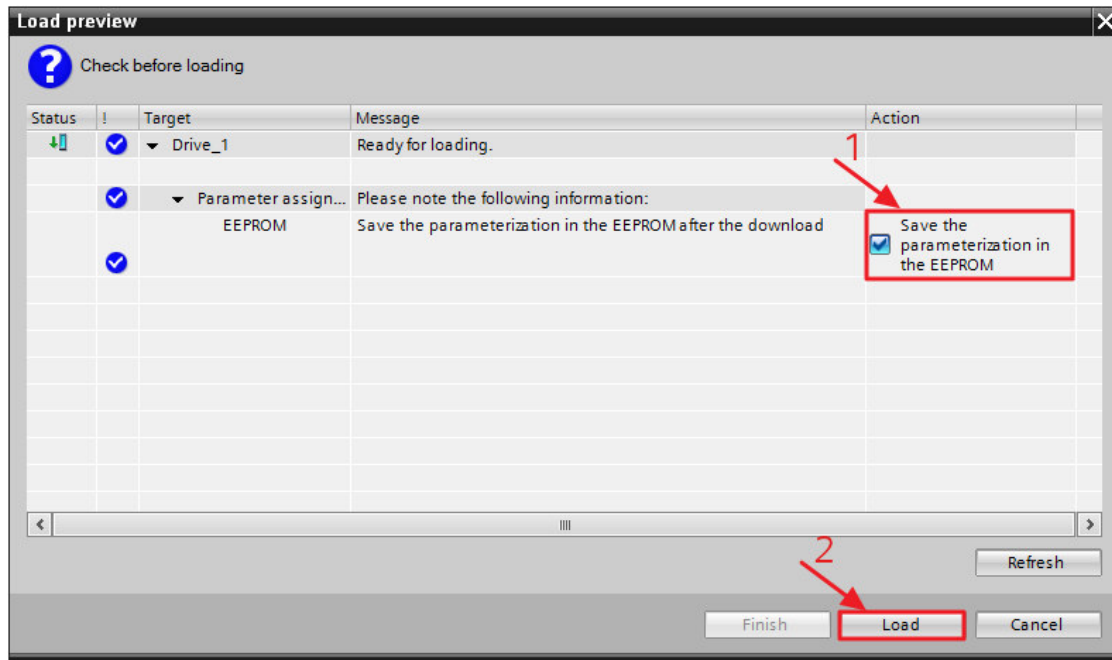 Load preview
Check before loading
Status ! Target Message Action
Drive_1 Ready for loading.
1
Parameter assign... Please note the following information:
EEPROM Save the parameterization in the EEPROM after the download
Save the
parameterization in
the EEPROM
2
Refresh
Finish Load Cancel